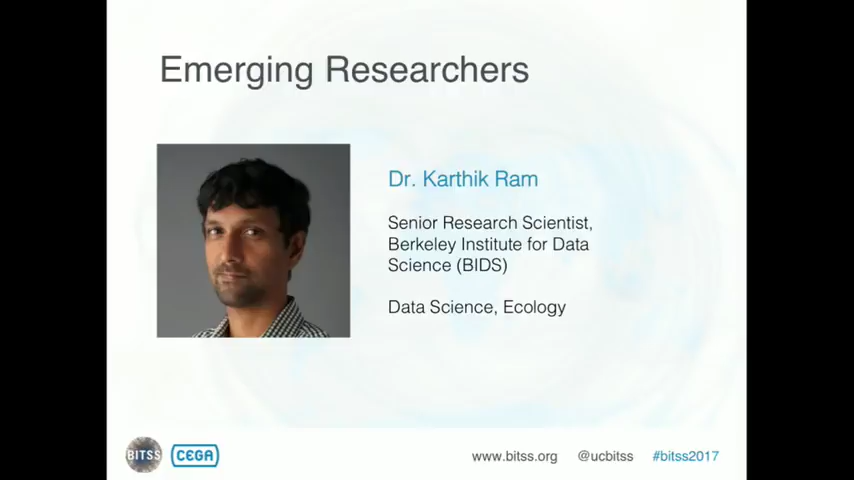 Emerging Researchers
Dr. Karthik Ram
Senior Research Scientist,
Berkeley Institute for Data
Science (BIDS)
Data Science, Ecology
BITSS
CEGA
www.bitss.org @ucbitss #bitss2017